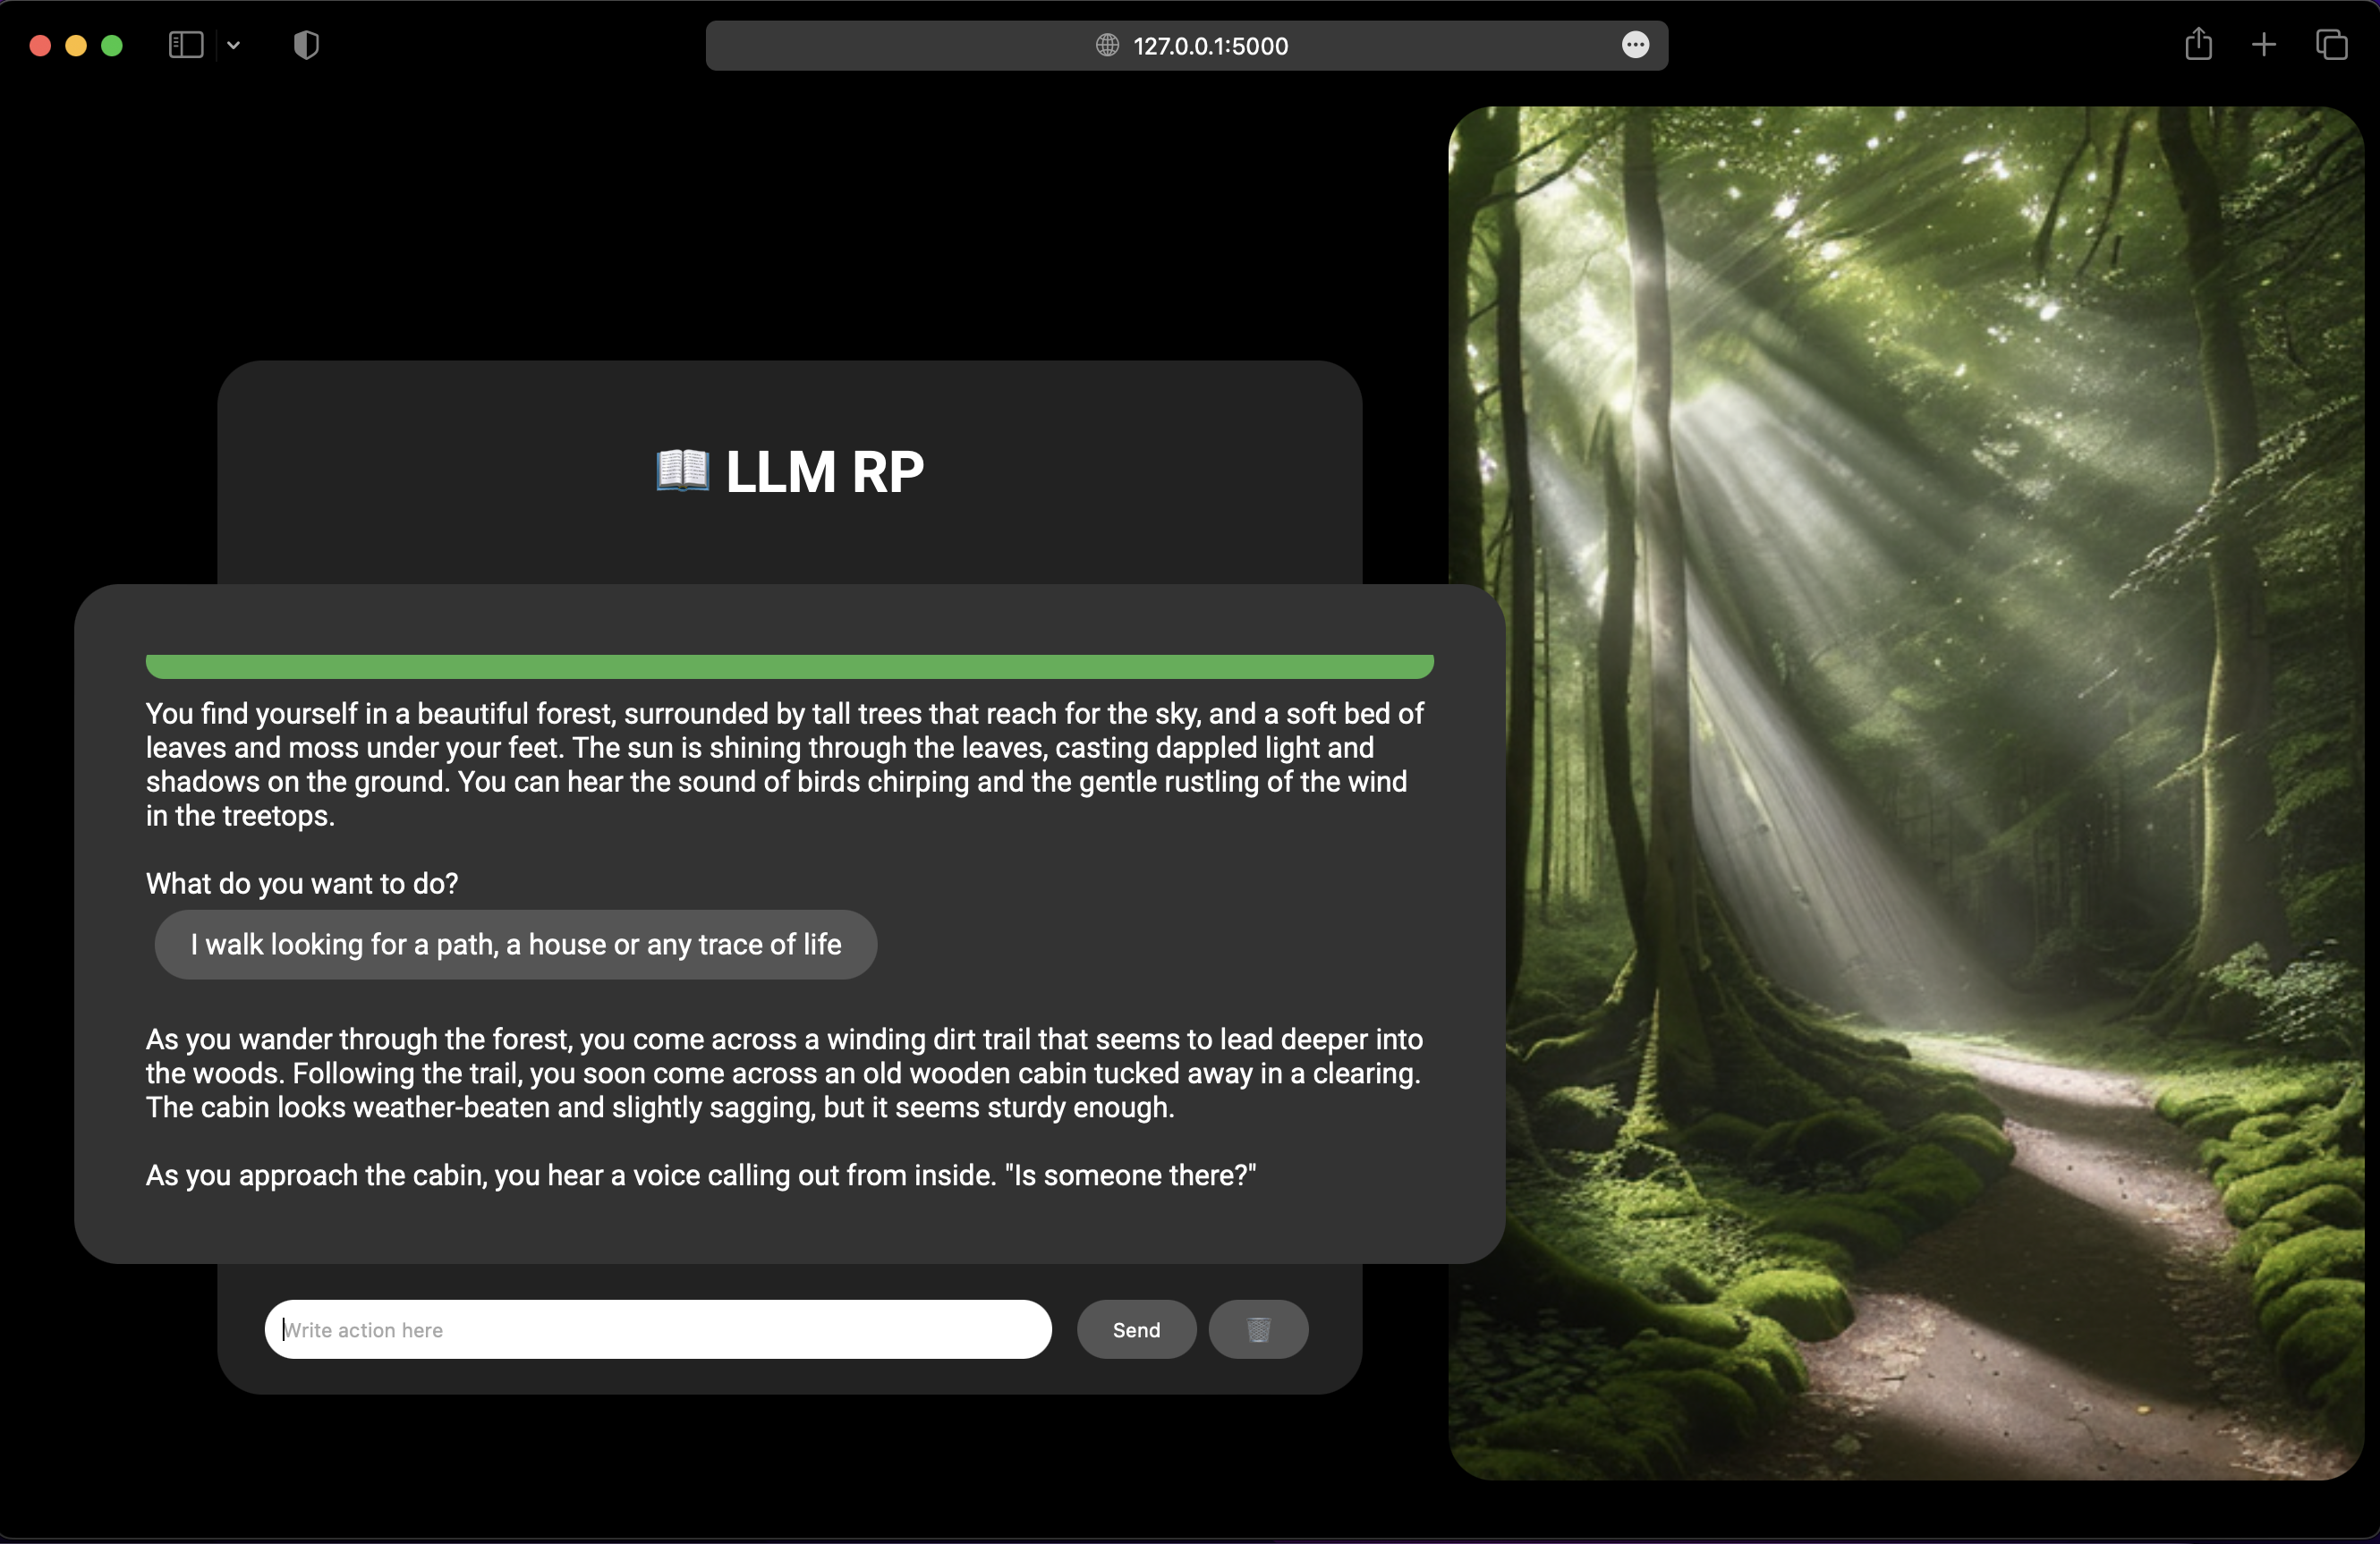 127.0.0.1:5000
LLM RP
You find yourself in a beautiful forest, surrounded by tall trees that reach for the sky, and a soft bed of
leaves and moss under your feet. The sun is shining through the leaves, casting dappled light and
shadows on the ground. You can hear the sound of birds chirping and the gentle rustling of the wind
in the treetops.
What do you want to do?
I walk looking for a path, a house or any trace of life
As you wander through the forest, you come across a winding dirt trail that seems to lead deeper into
the woods. Following the trail, you soon come across an old wooden cabin tucked away in a clearing.
The cabin looks weather-beaten and slightly sagging, but it seems sturdy enough.
As you approach the cabin, you hear a voice calling out from inside. "Is someone there?"
Write action here
Send